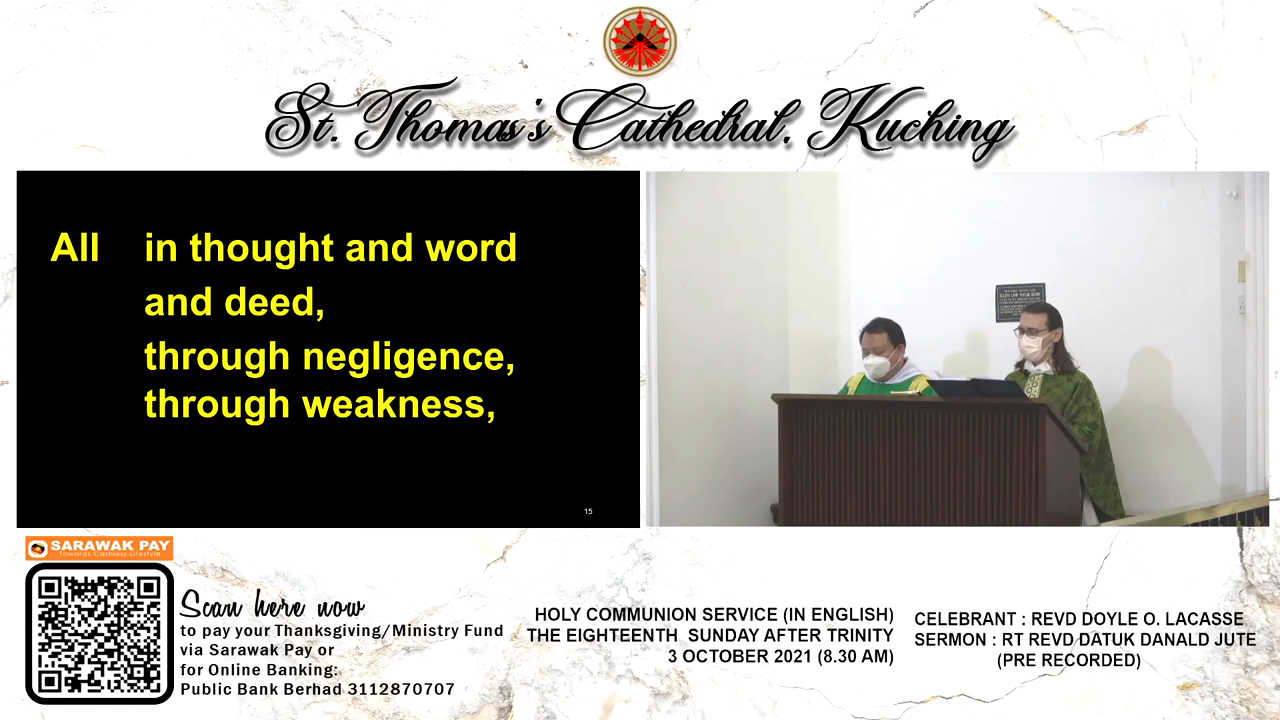 St. Thomas's Cathedral, Kuching
All in thought and word
and deed,
through negligence,
through weakness,
15
SARAWAK PAY
Towards Cashless Lifestyle
Scan here now
to pay your Thanksgiving/Ministry Fund
via Sarawak Pay or
for Online Banking:
Public Bank Berhad 3112870707
HOLY COMMUNION SERVICE (IN ENGLISH)
THE EIGHTEENTH SUNDAY AFTER TRINITY
3 OCTOBER 2021 (8.30 AM)
CELEBRANT : REVD DOYLE O. LACASSE
SERMON : RT REVD DATUK DANALD JUTE
(PRE RECORDED)